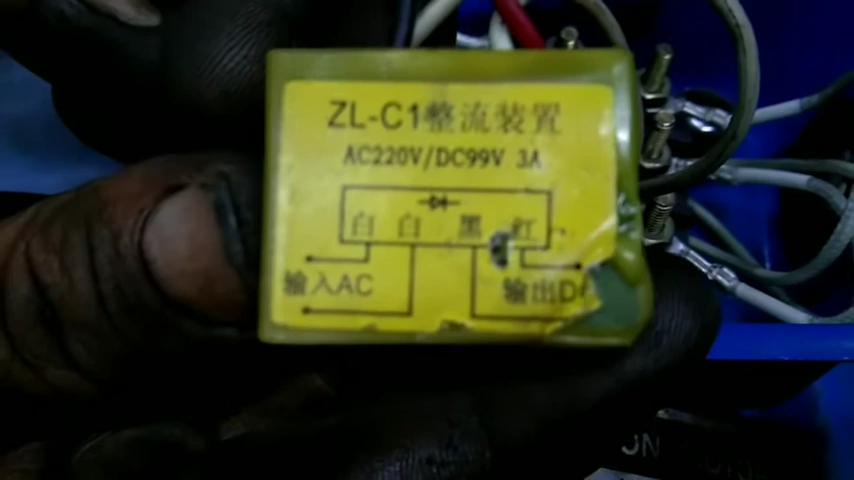 ZL-C1整流装置
AC220V/DC99V 3A
白 白 黑 红
输入AC 输出D